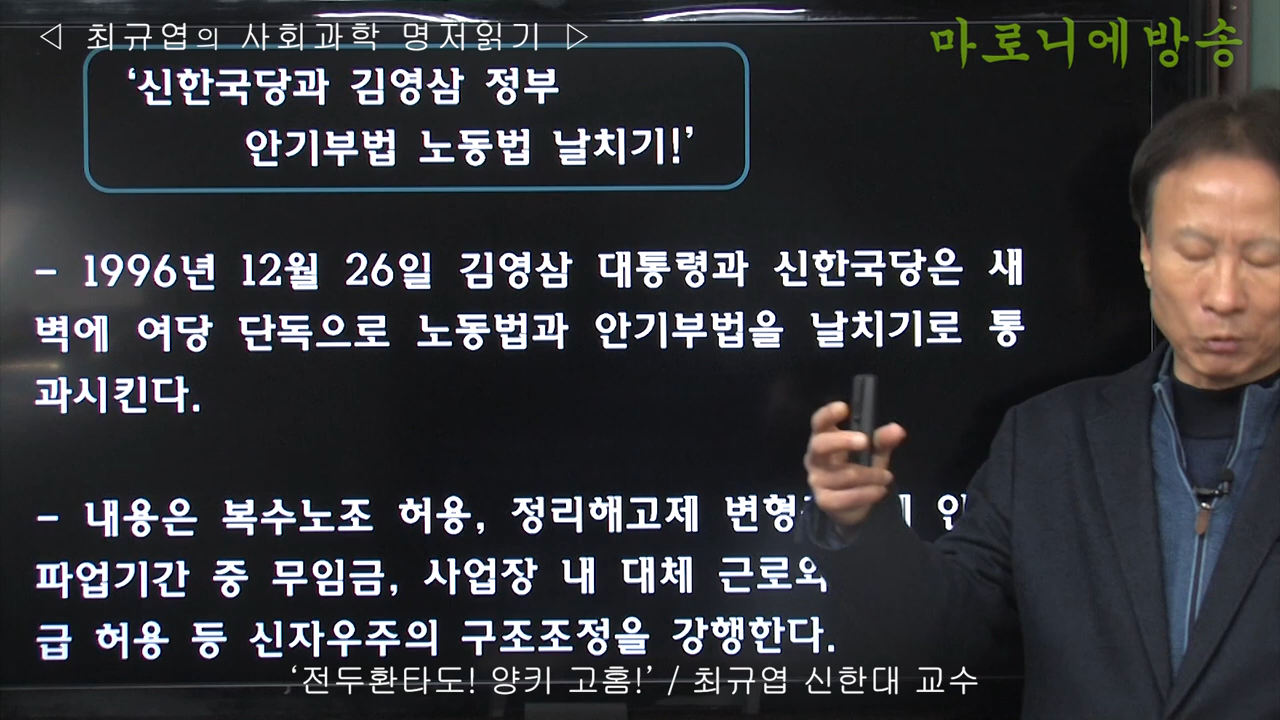 ◁ 최규엽의 사회과학 명저읽기 ▷
마로니에방송
‘신한국당과 김영삼 정부
안기부법 노동법 날치기!’
- 1996년 12월 26일 김영삼 대통령과 신한국당은 새
벽에 여당 단독으로 노동법과 안기부법을 날치기로 통
과시킨다.
- 내용은 복수노조 허용, 정리해고제
파업기간 중 무임금, 사업장 내 대체
급 허용 등 신자우주의 구조조정을 강행한다.
‘전두환타도! 양키 고홈!’ / 최규엽 신한대 교수